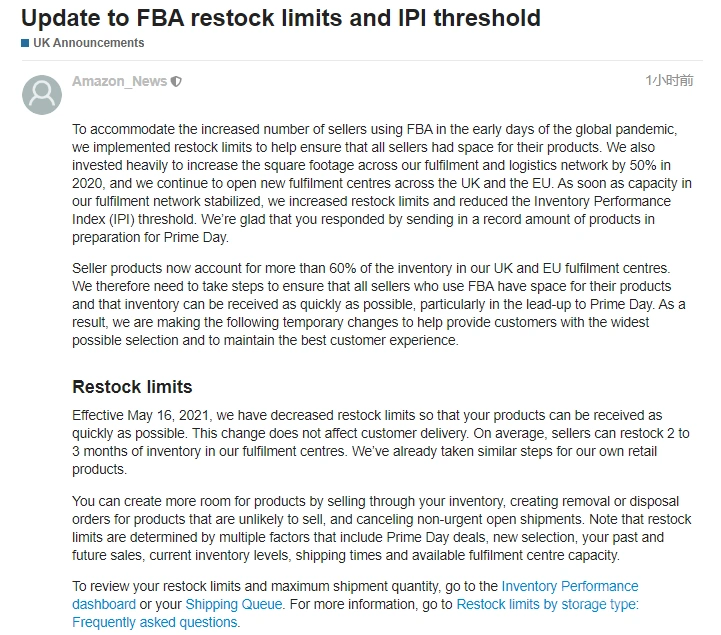 Update to FBA restock limits and IPI threshold
UK Announcements
Amazon_News
1小时前
To accommodate the increased number of sellers using FBA in the early days of the global pandemic,
we implemented restock limits to help ensure that all sellers had space for their products. We also
invested heavily to increase the square footage across our fulfilment and logistics network by 50% in
2020, and we continue to open new fulfilment centres across the UK and the EU. As soon as capacity in
our fulfilment network stabilized, we increased restock limits and reduced the Inventory Performance
Index (IPI) threshold. We’re glad that you responded by sending in a record amount of products in
preparation for Prime Day.
Seller products now account for more than 60% of the inventory in our UK and EU fulfilment centres.
We therefore need to take steps to ensure that all sellers who use FBA have space for their products
and that inventory can be received as quickly as possible, particularly in the lead-up to Prime Day. As a
result, we are making the following temporary changes to help provide customers with the widest
possible selection and to maintain the best customer experience.
Restock limits
Effective May 16, 2021, we have decreased restock limits so that your products can be received as
quickly as possible. This change does not affect customer delivery. On average, sellers can restock 2 to
3 months of inventory in our fulfilment centres. We’ve already taken similar steps for our own retail
products.
You can create more room for products by selling through your inventory, creating removal or disposal
orders for products that are unlikely to sell, and canceling non-urgent open shipments. Note that restock
limits are determined by multiple factors that include Prime Day deals, new selection, your past and
future sales, current inventory levels, shipping times and available fulfilment centre capacity.
To review your restock limits and maximum shipment quantity, go to the Inventory Performance
dashboard or your Shipping Queue. For more information, go to Restock limits by storage type:
Frequently asked questions.